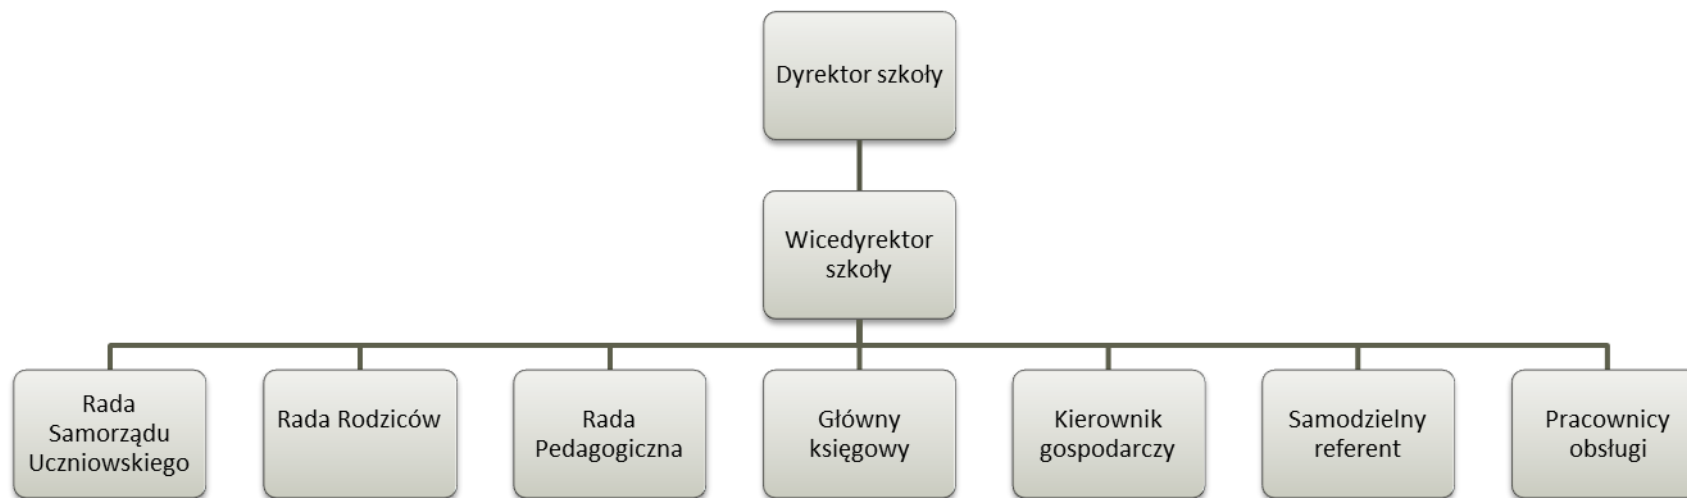 Dyrektor szkoły
Wicedyrektor
szkoły
Rada
Samorządu
Uczniowskiego
Rada Rodziców
Rada
Pedagogiczna
Główny
księgowy
Kierownik
gospodarczy
Samodzielny
referent
Pracownicy
obsługi